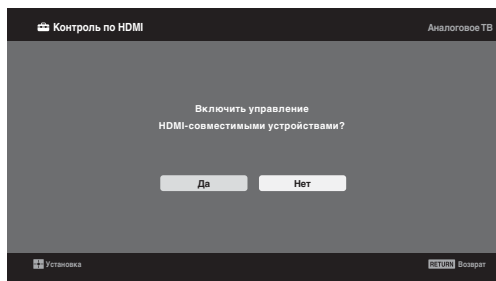 Контроль по HDMI
Аналоговое ТВ
Включить управление
HDMI-совместимыми устройствами?
Да
Нет
Установка
RETURN Возврат